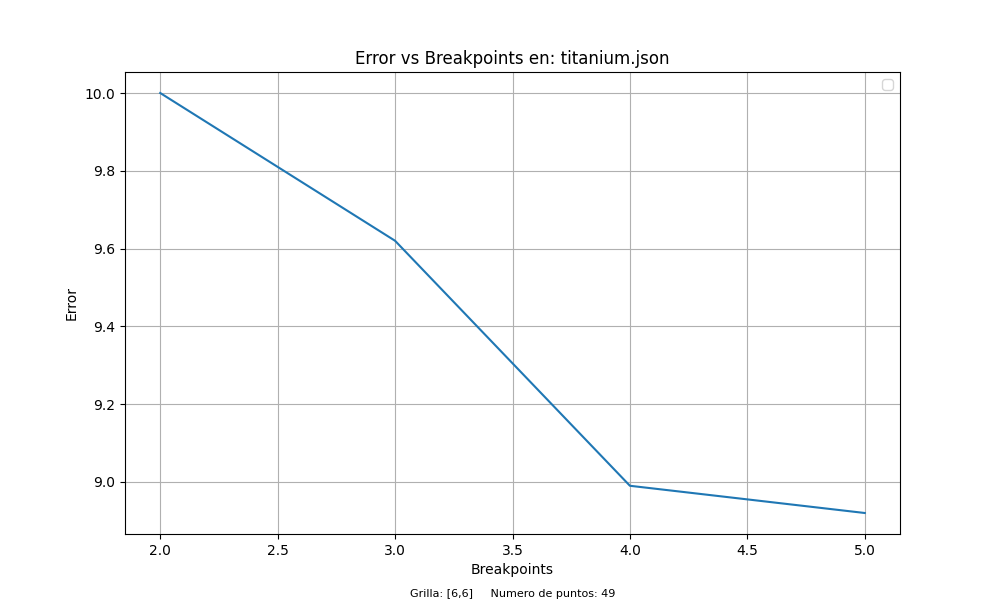 Error vs Breakpoints en: titanium.json
10.0
9.8
9.6
9.4
9.2
9.0
Error
2.0 2.5 3.0 3.5 4.0 4.5 5.0
Breakpoints
Grilla: [6,6] Numero de puntos: 49